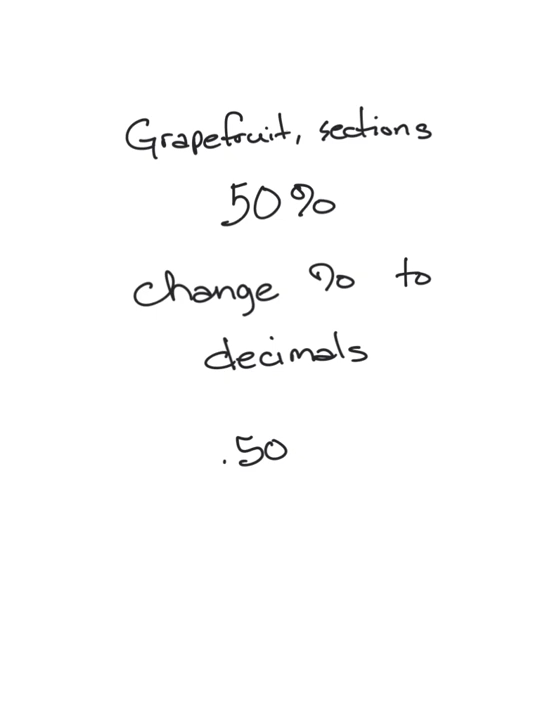 Grapefruit, sections
50%
change % to
decimals
.50